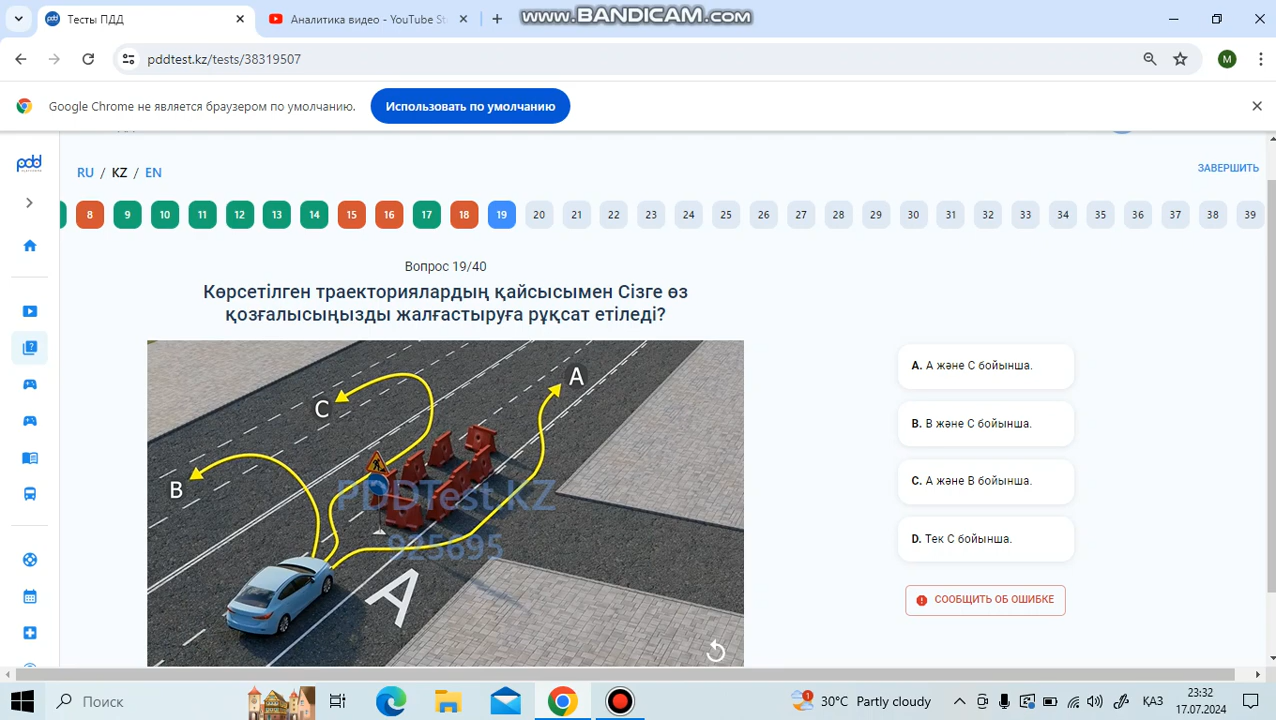 www.BANDICAM.com
Тесты ПДД
Аналитика видео - YouTube St
pddtest.kz/tests/38319507
M
Google Chrome не является браузером по умолчанию.
Использовать по умолчанию
pdd
RU / KZ / EN
ЗАВЕРШИТЬ
8 9 10 11 12 13 14 15 16 17 18 19 20 21 22 23 24 25 26 27 28 29 30 31 32 33 34 35 36 37 38 39
Вопрос 19/40
Көрсетілген траекториялардың қайсысымен Сізге өз
қозғалысыңызды жалғастыруға рұқсат етіледі?
A
C
B
PDDTest.KZ
925695
A
A. А және С бойынша.
B. В және С бойынша.
C. А және В бойынша.
D. Тек С бойынша.
СООБЩИТЬ ОБ ОШИБКЕ
Поиск
1
30°C Partly cloudy
ҚАЗ
23:32
17.07.2024